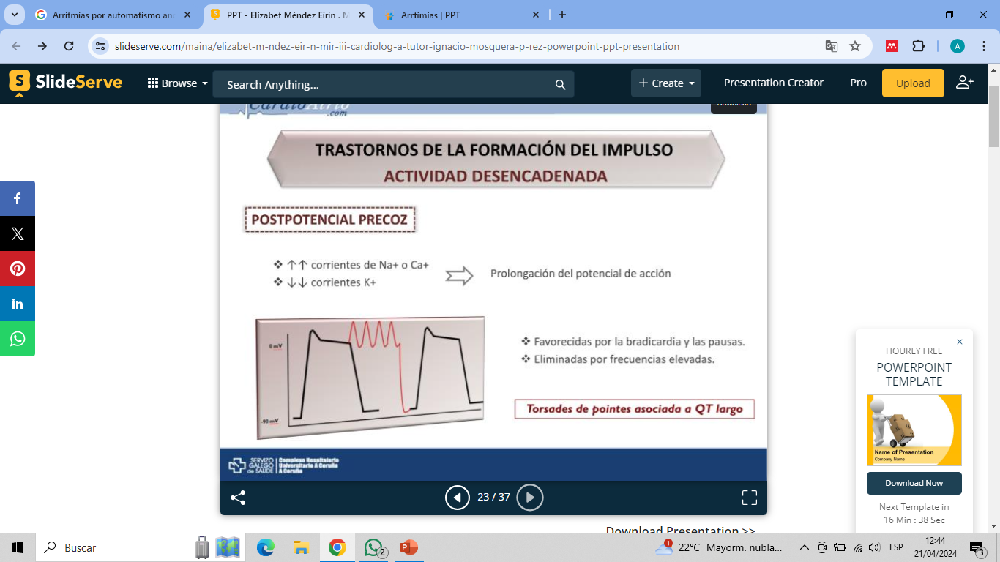 Arritmias por automatismo an
PPT - Elizabet Méndez Eirín . M
Arrtimias | PPT
slideserve.com/maina/elizabet-m-ndez-eir-n-mir-iii-cardiolog-a-tutor-ignacio-mosquera-p-rez-powerpoint-ppt-presentation
A
S
SlideServe
Browse
Search Anything...
+ Create
Presentation Creator
Pro
Upload
CardioAtrio
.com
Download
TRASTORNOS DE LA FORMACIÓN DEL IMPULSO
ACTIVIDAD DESENCADENADA
POSTPOTENCIAL PRECOZ
❖ ↑↑ corrientes de Na+ o Ca+
❖ ↓↓ corrientes K+
Prolongación del potencial de acción
0 mV
-90 mV
❖ Favorecidas por la bradicardia y las pausas.
❖ Eliminadas por frecuencias elevadas.
Torsades de pointes asociada a QT largo
SERVIZO
GALEGO
de SAÚDE
Complexo Hospitalario
Universitario A Coruña
A Coruña
23 / 37
Download Presentation >>
HOURLY FREE
POWERPOINT
TEMPLATE
Name of Presentation
Company Name
Download Now
Next Template in
16 Min : 38 Sec
Buscar
2
1
22°C Mayorm. nubla...
ESP
12:44
21/04/2024
3